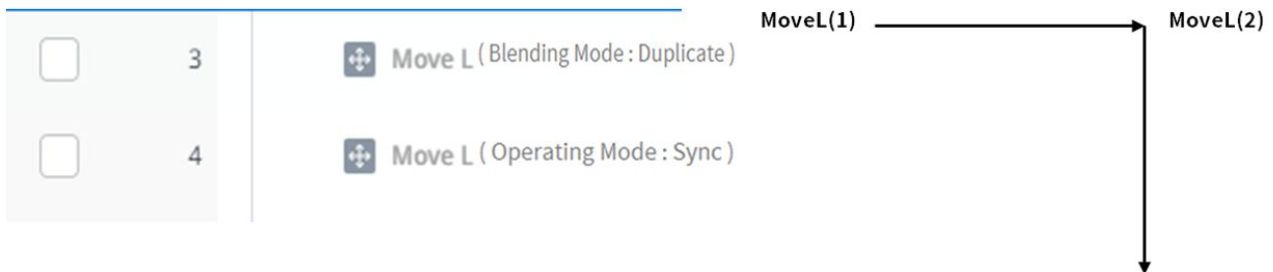 3 Move L ( Blending Mode : Duplicate )
4 Move L ( Operating Mode : Sync )
MoveL(1) MoveL(2)